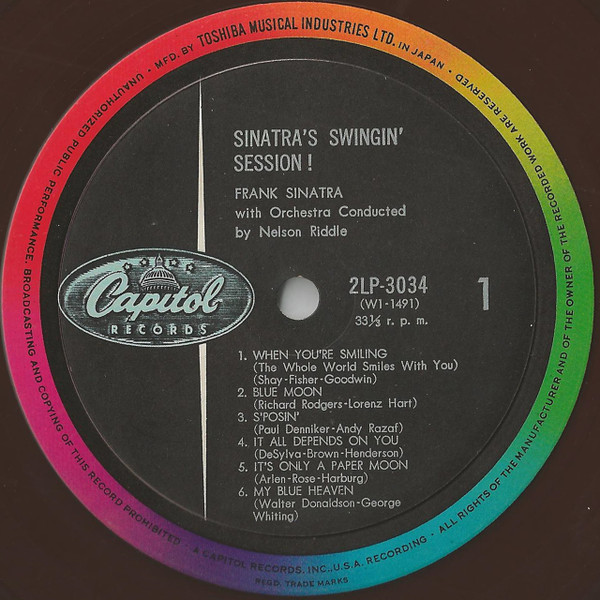 UNAUTHORIZED PUBLIC PERFORMANCE, BROADCASTING AND COPYING OF THIS RECORD PROHIBITED • A CAPITOL RECORDS, INC., U.S.A. RECORDING • ALL RIGHTS OF THE MANUFACTURER AND OF THE OWNER OF THE RECORDED WORK ARE RESERVED
• MFD. BY TOSHIBA MUSICAL INDUSTRIES LTD. IN JAPAN •
REGD. TRADE MARKS
SINATRA'S SWINGIN'
SESSION !
FRANK SINATRA
with Orchestra Conducted
by Nelson Riddle
Capitol
RECORDS
2LP-3034
(W1-1491)
33⅓ r. p. m.
1
1. WHEN YOU'RE SMILING
(The Whole World Smiles With You)
(Shay-Fisher-Goodwin)
2. BLUE MOON
(Richard Rodgers-Lorenz Hart)
3. S'POSIN'
(Paul Denniker-Andy Razaf)
4. IT ALL DEPENDS ON YOU
(DeSylva-Brown-Henderson)
5. IT'S ONLY A PAPER MOON
(Arlen-Rose-Harburg)
6. MY BLUE HEAVEN
(Walter Donaldson-George
Whiting)